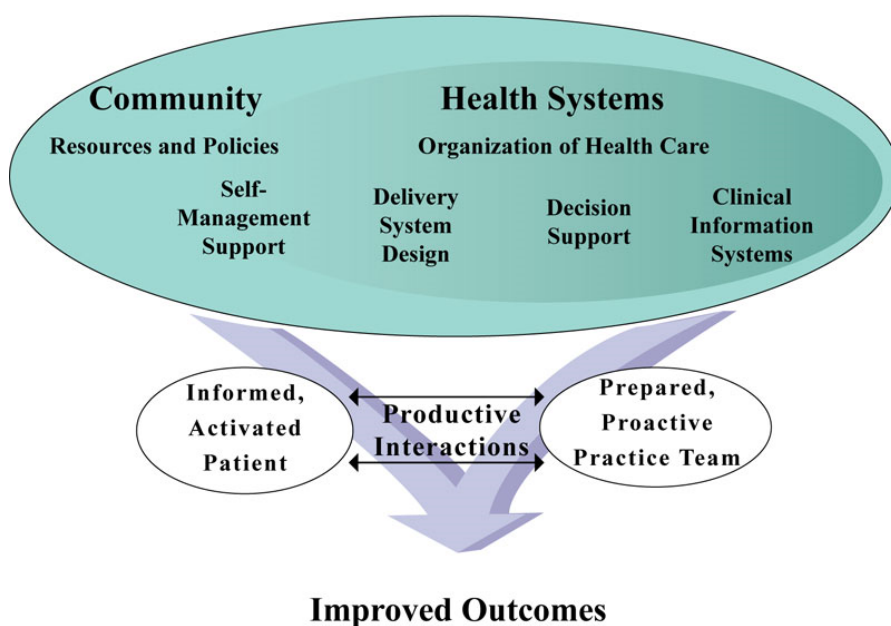 Community
Health Systems
Resources and Policies
Organization of Health Care
Self-
Management
Support
Delivery
System
Design
Decision
Support
Clinical
Information
Systems
Informed,
Activated
Patient
Productive
Interactions
Prepared,
Proactive
Practice Team
Improved Outcomes